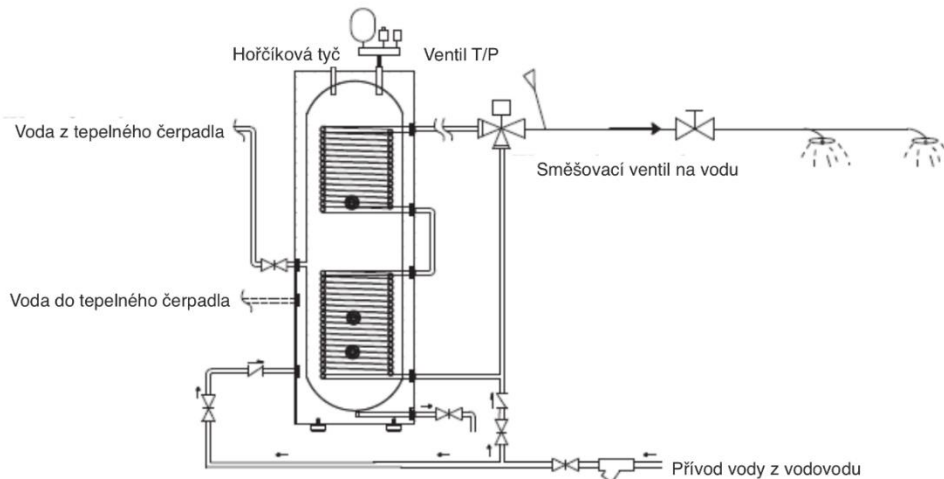 Hořčíková tyč
Ventil T/P
Voda z tepelného čerpadla
Směšovací ventil na vodu
Voda do tepelného čerpadla
Přívod vody z vodovodu